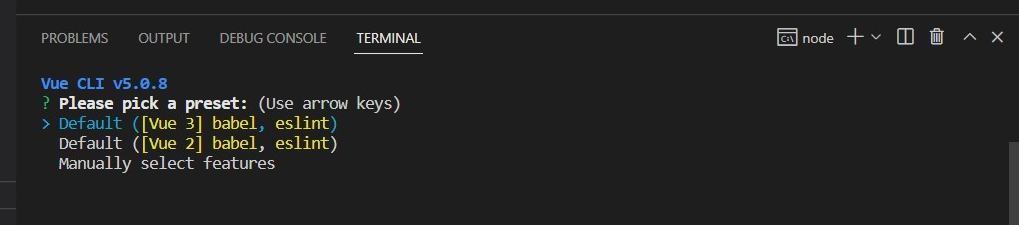 PROBLEMS OUTPUT DEBUG CONSOLE TERMINAL node
Vue CLI v5.0.8
? Please pick a preset: (Use arrow keys)
> Default ([Vue 3] babel, eslint)
Default ([Vue 2] babel, eslint)
Manually select features